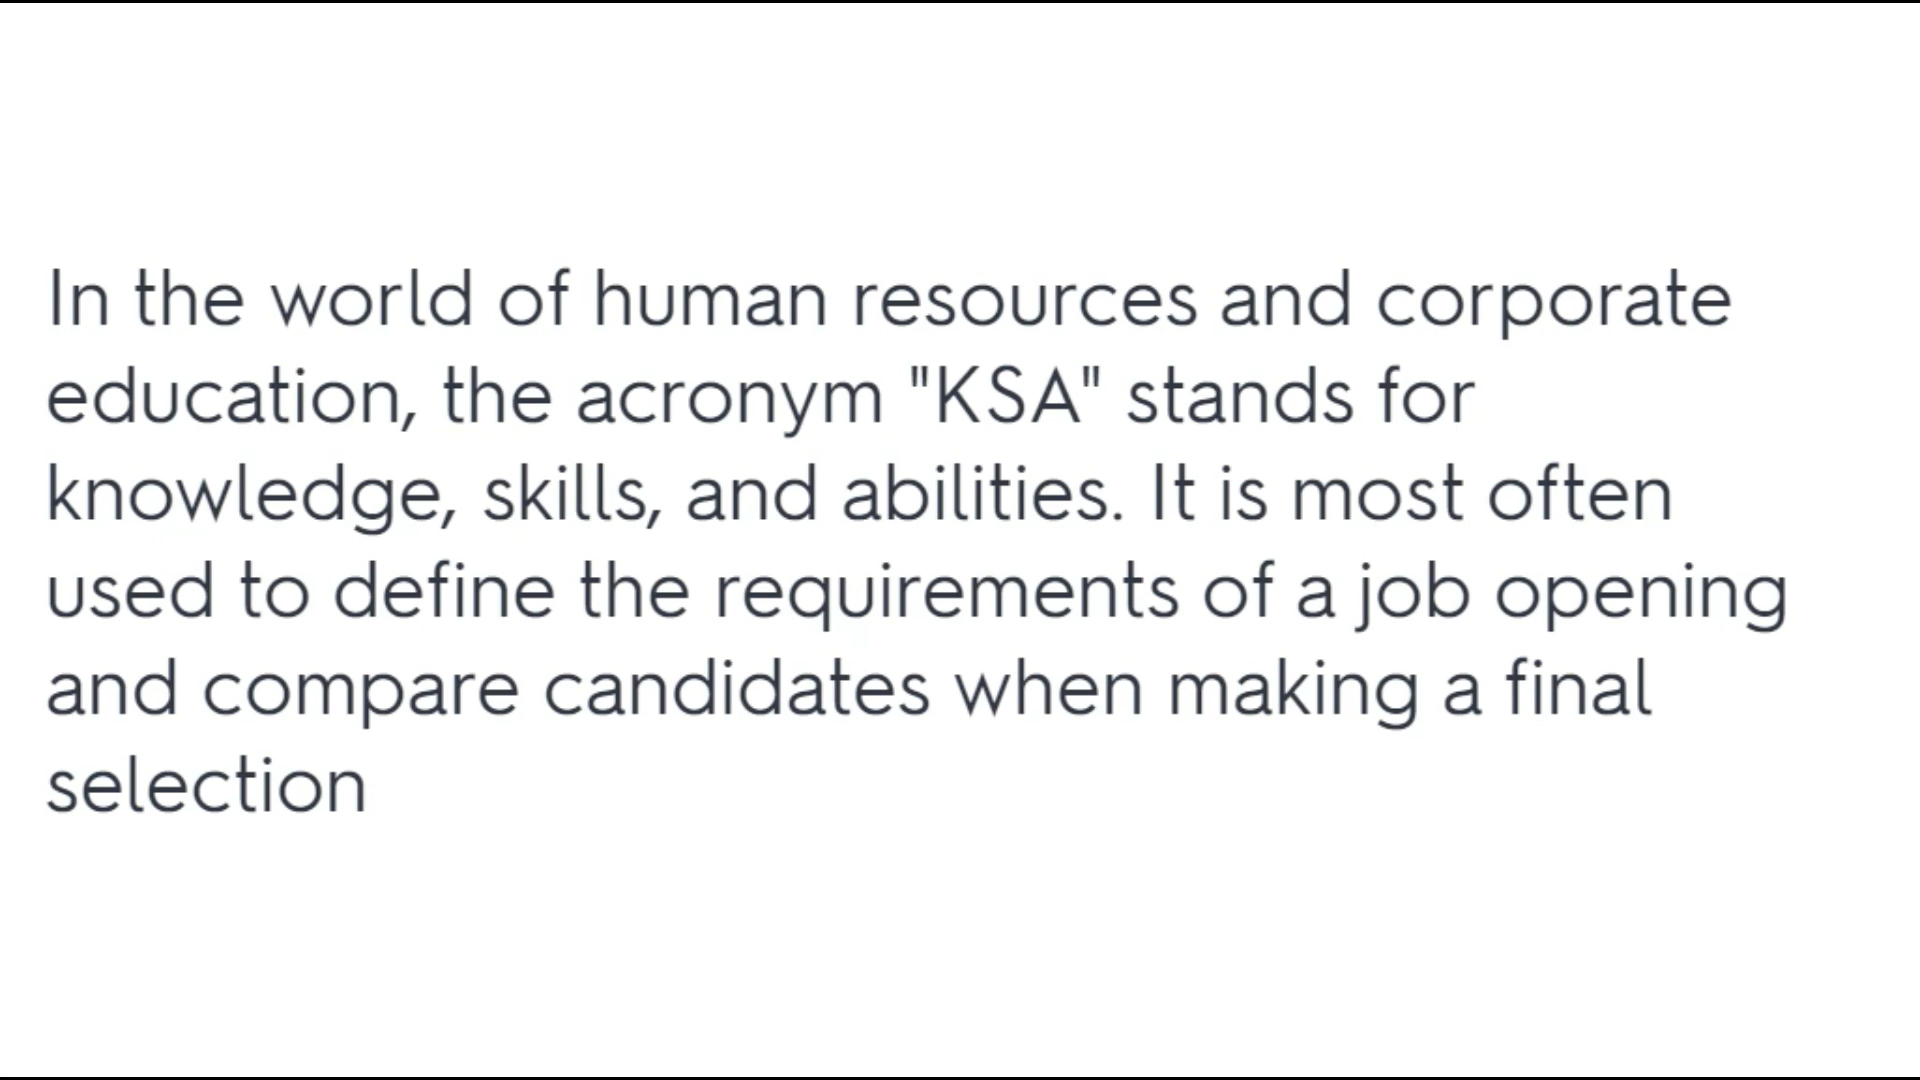 In the world of human resources and corporate
education, the acronym "KSA" stands for
knowledge, skills, and abilities. It is most often
used to define the requirements of a job opening
and compare candidates when making a final
selection